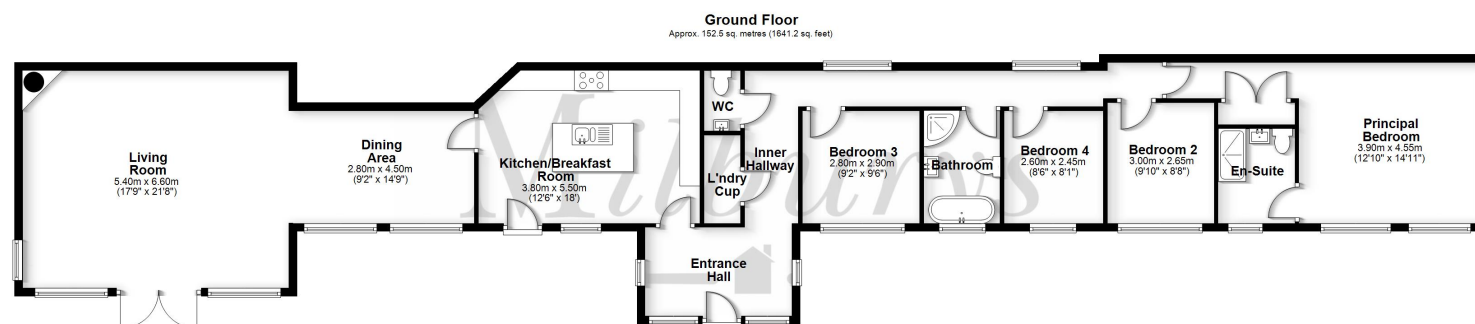 Ground Floor
Approx. 152.5 sq. metres (1641.2 sq. feet)
Living
Room
5.40m x 6.60m
(17'9" x 21'8")
Dining
Area
2.80m x 4.50m
(9'2" x 14'9")
Kitchen/Breakfast
Room
3.80m x 5.50m
(12'6" x 18')
WC
L'ndry
Cup
Inner
Hallway
Entrance
Hall
Bedroom 3
2.80m x 2.90m
(9'2" x 9'6")
Bathroom
Bedroom 4
2.60m x 2.45m
(8'6" x 8'1")
Bedroom 2
3.00m x 2.65m
(9'10" x 8'8")
En-Suite
Principal
Bedroom
3.90m x 4.55m
(12'10" x 14'11")
Milburys